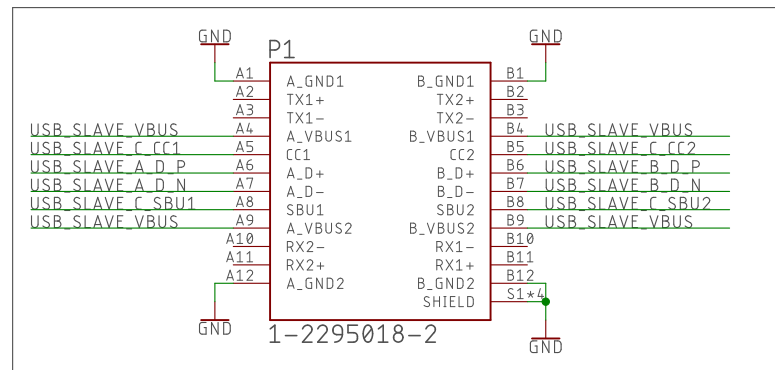 GND GND
P1
A1 A_GND1 B_GND1 B1
A2 TX1+ TX2+ B2
A3 TX1- TX2- B3
USB_SLAVE_VBUS A4 A_VBUS1 B_VBUS1 B4 USB_SLAVE_VBUS
USB_SLAVE_C_CC1 A5 CC1 CC2 B5 USB_SLAVE_C_CC2
USB_SLAVE_A_D_P A6 A_D+ B_D+ B6 USB_SLAVE_B_D_P
USB_SLAVE_A_D_N A7 A_D- B_D- B7 USB_SLAVE_B_D_N
USB_SLAVE_C_SBU1 A8 SBU1 SBU2 B8 USB_SLAVE_C_SBU2
USB_SLAVE_VBUS A9 A_VBUS2 B_VBUS2 B9 USB_SLAVE_VBUS
A10 RX2- RX1- B10
A11 RX2+ RX1+ B11
A12 A_GND2 B_GND2 B12
SHIELD S1*4
GND 1-2295018-2 GND